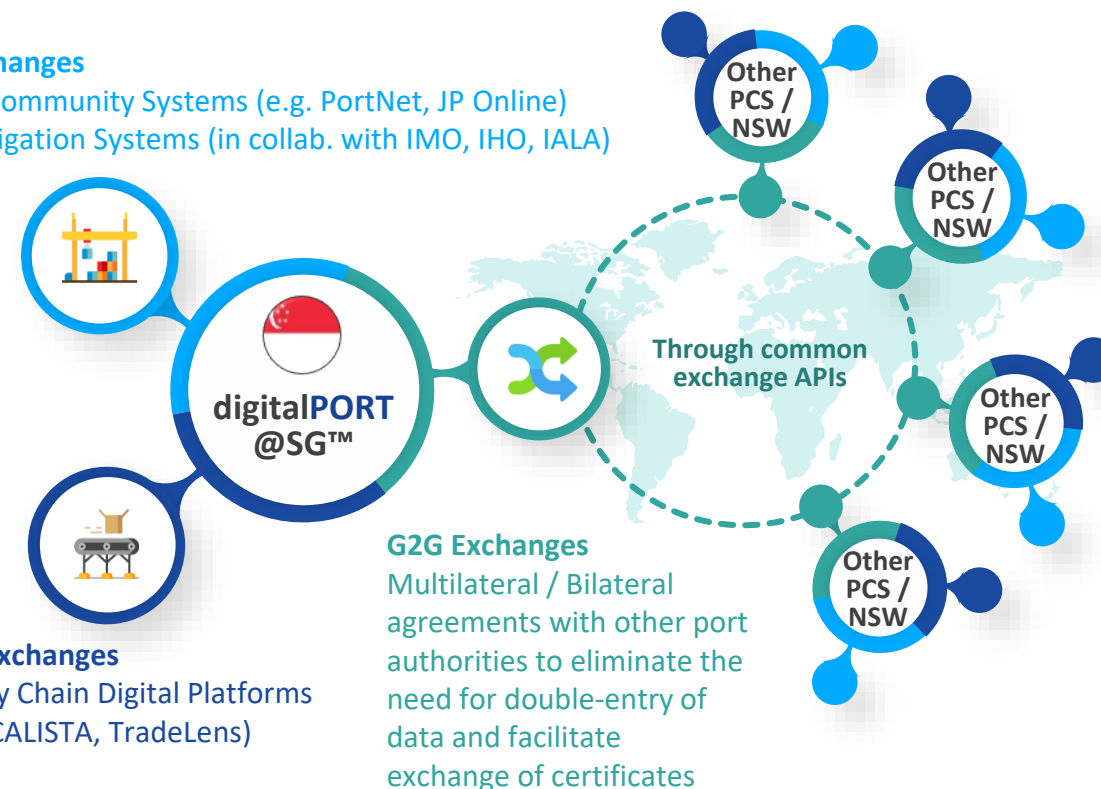 hanges
ommunity Systems (e.g. PortNet, JP Online)
igation Systems (in collab. with IMO, IHO, IALA)
Other
PCS /
NSW
Other
PCS /
NSW
digitalPORT
@SG™
Through common
exchange APIs
Other
PCS /
NSW
Other
PCS /
NSW
G2G Exchanges
Multilateral / Bilateral
agreements with other port
authorities to eliminate the
need for double-entry of
data and facilitate
exchange of certificates
xchanges
y Chain Digital Platforms
CALISTA, TradeLens)